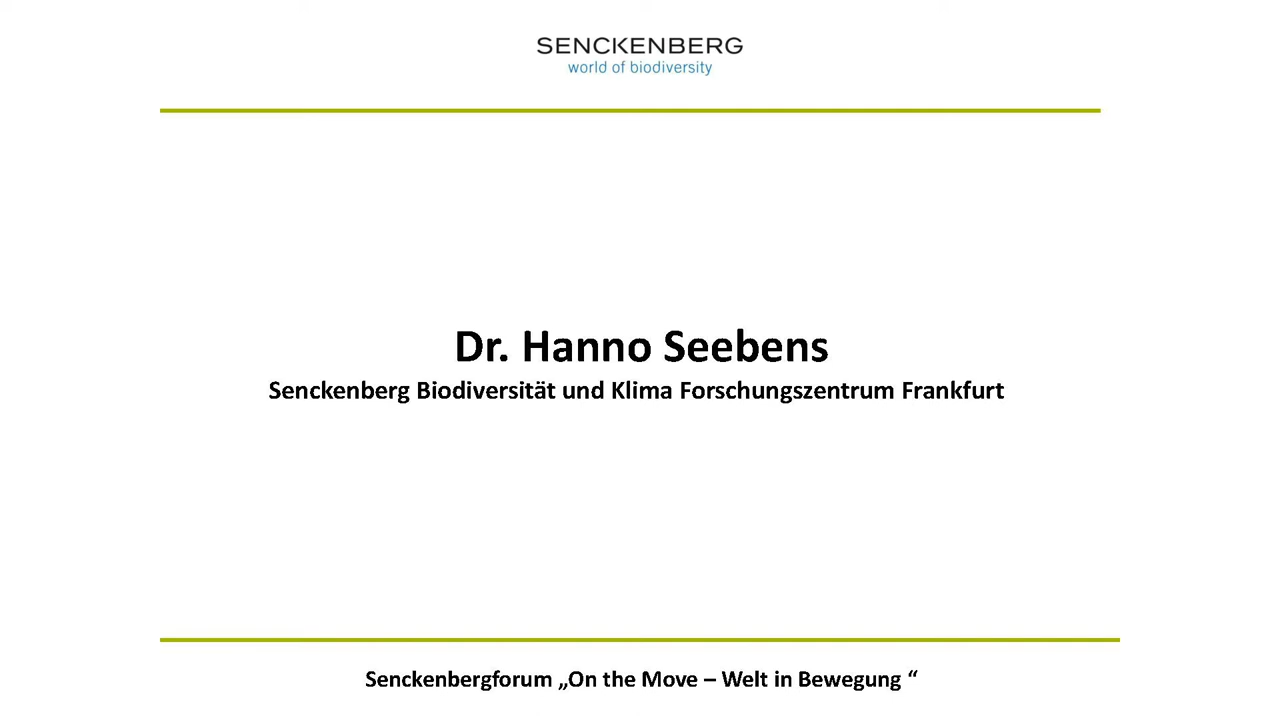 SENCKENBERG
world of biodiversity
Dr. Hanno Seebens
Senckenberg Biodiversität und Klima Forschungszentrum Frankfurt
Senckenbergforum „On the Move – Welt in Bewegung “